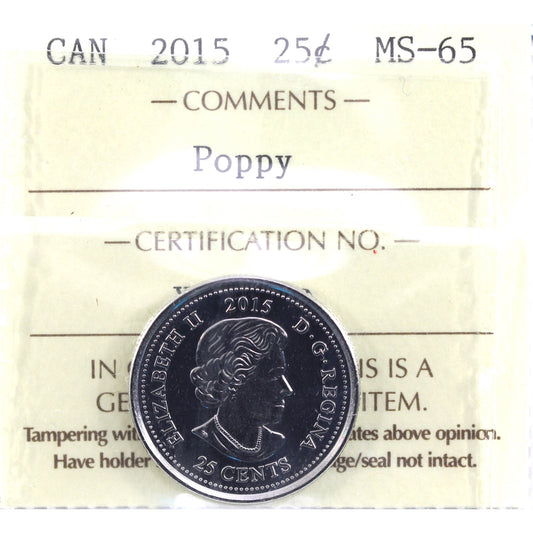 CAN 2015 25¢ MS-65
— COMMENTS —
Poppy
— CERTIFICATION NO. —
ELIZABETH II 2015 D·G·REGINA
25 CENTS
IN IS IS A
GE ITEM.
Tampering wit ates above opinion.
Have holder ge/seal not intact.